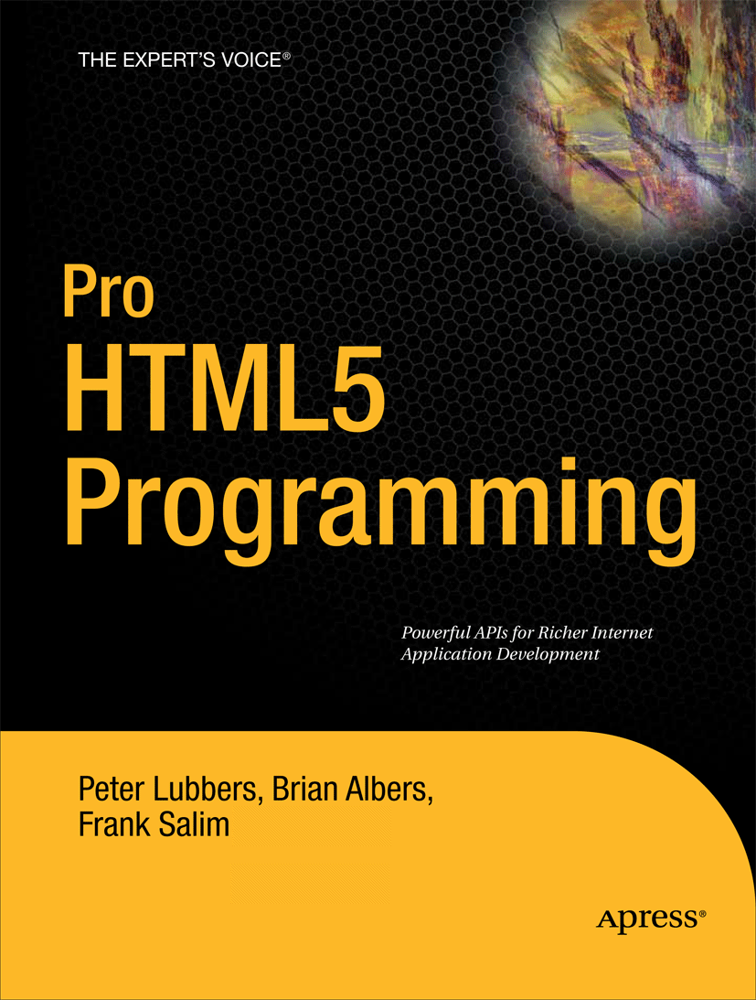 THE EXPERT'S VOICE®
Pro
HTML5
Programming
Powerful APIs for Richer Internet
Application Development
Peter Lubbers, Brian Albers,
Frank Salim
Apress®